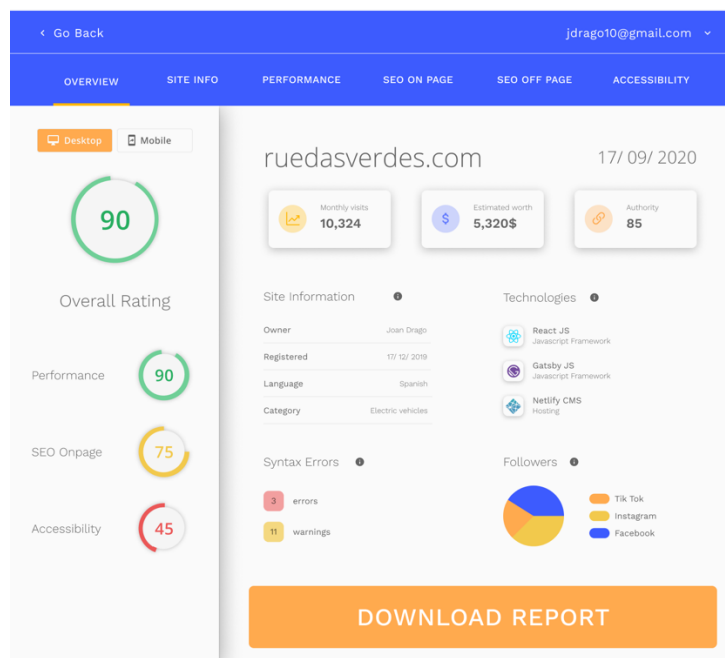 Go Back
jdrago10@gmail.com
OVERVIEW
SITE INFO
PERFORMANCE
SEO ON PAGE
SEO OFF PAGE
ACCESSIBILITY
Desktop
Mobile
90
Overall Rating
Performance
90
SEO Onpage
75
Accessibility
45
ruedasverdes.com
17/ 09/ 2020
Monthly visits
10,324
$
Estimated worth
5,320$
Authority
85
Site Information
Owner Joan Drago
Registered 17/ 12/ 2019
Language Spanish
Category Electric vehicles
Technologies
React JS
Javascript Framework
Gatsby JS
Javascript Framework
Netlify CMS
Hosting
Syntax Errors
3 errors
11 warnings
Followers
Tik Tok
Instagram
Facebook
DOWNLOAD REPORT